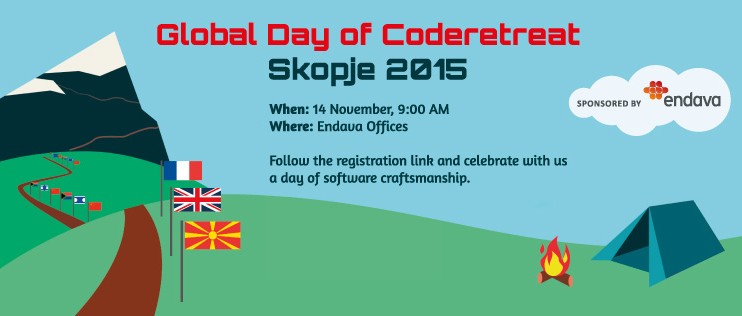 Global Day of Coderetreat
Skopje 2015
When: 14 November, 9:00 AM
Where: Endava Offices
Follow the registration link and celebrate with us
a day of software craftsmanship.
SPONSORED BY endava